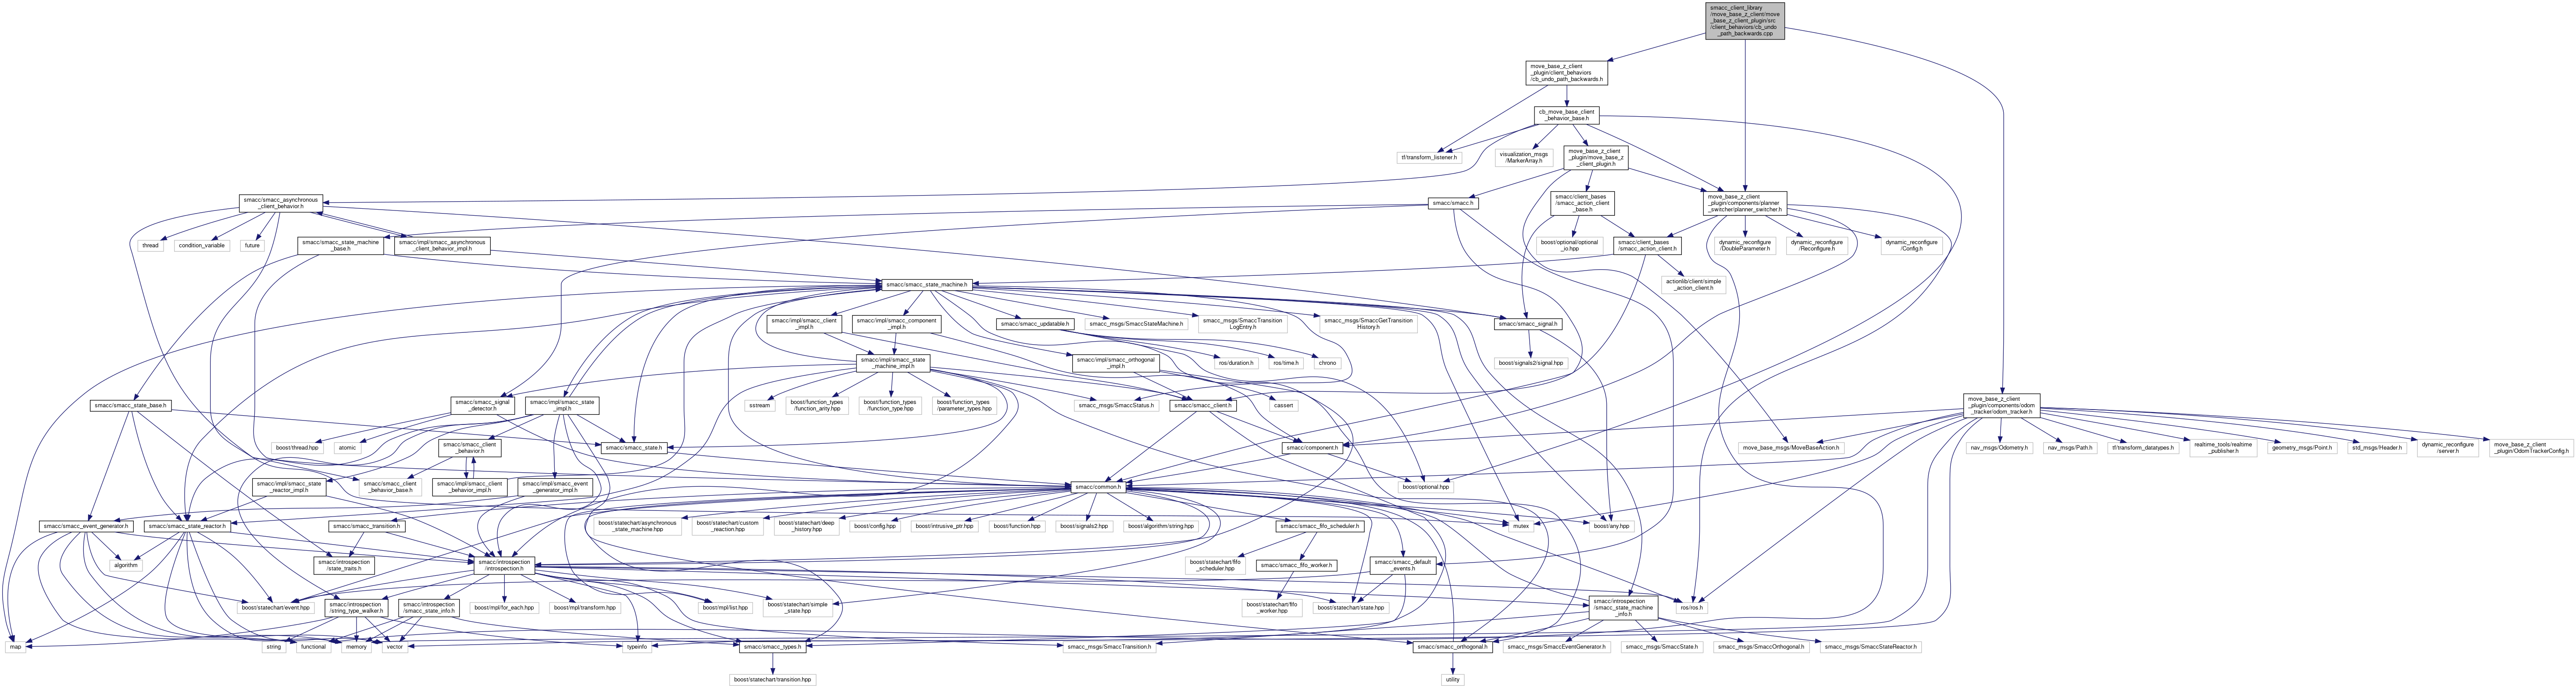 smacc_client_library
/move_base_z_client/move
_base_z_client_plugin/src
/client_behaviors/cb_undo
_path_backwards.cpp
move_base_z_client
_plugin/client_behaviors
/cb_undo_path_backwards.h
cb_move_base_client
_behavior_base.h
tf/transform_listener.h
visualization_msgs
/MarkerArray.h
move_base_z_client
_plugin/move_base_z
_client_plugin.h
smacc/smacc_asynchronous
_client_behavior.h
smacc/smacc.h
smacc/client_bases
/smacc_action_client
_base.h
move_base_z_client
_plugin/components/planner
_switcher/planner_switcher.h
thread
condition_variable
future
smacc/smacc_state_machine
_base.h
smacc/impl/smacc_asynchronous
_client_behavior_impl.h
boost/optional/optional
_io.hpp
smacc/client_bases
/smacc_action_client.h
dynamic_reconfigure
/DoubleParameter.h
dynamic_reconfigure
/Reconfigure.h
dynamic_reconfigure
/Config.h
smacc/smacc_state_machine.h
actionlib/client/simple
_action_client.h
smacc/impl/smacc_client
_impl.h
smacc/impl/smacc_component
_impl.h
smacc/smacc_updatable.h
smacc_msgs/SmaccStateMachine.h
smacc_msgs/SmaccTransition
LogEntry.h
smacc_msgs/SmaccGetTransition
History.h
smacc/smacc_signal.h
smacc/impl/smacc_state
_machine_impl.h
smacc/impl/smacc_orthogonal
_impl.h
ros/duration.h
ros/time.h
chrono
boost/signals2/signal.hpp
smacc/smacc_state_base.h
smacc/smacc_signal
_detector.h
smacc/impl/smacc_state
_impl.h
sstream
boost/function_types
/function_arity.hpp
boost/function_types
/function_type.hpp
boost/function_types
/parameter_types.hpp
smacc_msgs/SmaccStatus.h
smacc/smacc_client.h
cassert
move_base_z_client
_plugin/components/odom
_tracker/odom_tracker.h
boost/thread.hpp
atomic
smacc/smacc_client
_behavior.h
smacc/smacc_state.h
smacc/component.h
move_base_msgs/MoveBaseAction.h
nav_msgs/Odometry.h
nav_msgs/Path.h
tf/transform_datatypes.h
realtime_tools/realtime
_publisher.h
geometry_msgs/Point.h
std_msgs/Header.h
dynamic_reconfigure
/server.h
move_base_z_client
_plugin/OdomTrackerConfig.h
smacc/impl/smacc_state
_reactor_impl.h
smacc/smacc_client
_behavior_base.h
smacc/impl/smacc_client
_behavior_impl.h
smacc/impl/smacc_event
_generator_impl.h
smacc/common.h
boost/optional.hpp
smacc/smacc_event_generator.h
smacc/smacc_state_reactor.h
smacc/smacc_transition.h
boost/statechart/asynchronous
_state_machine.hpp
boost/statechart/custom
_reaction.hpp
boost/statechart/deep
_history.hpp
boost/config.hpp
boost/intrusive_ptr.hpp
boost/function.hpp
boost/signals2.hpp
boost/algorithm/string.hpp
smacc/smacc_fifo_scheduler.h
mutex
boost/any.hpp
algorithm
smacc/introspection
/state_traits.h
smacc/introspection
/introspection.h
boost/statechart/fifo
_scheduler.hpp
smacc/smacc_fifo_worker.h
smacc/smacc_default
_events.h
boost/statechart/event.hpp
smacc/introspection
/string_type_walker.h
smacc/introspection
/smacc_state_info.h
boost/mpl/for_each.hpp
boost/mpl/transform.hpp
boost/mpl/list.hpp
boost/statechart/simple
_state.hpp
boost/statechart/fifo
_worker.hpp
boost/statechart/state.hpp
smacc/introspection
/smacc_state_machine
_info.h
ros/ros.h
map
string
functional
memory
vector
typeinfo
smacc/smacc_types.h
smacc_msgs/SmaccTransition.h
smacc/smacc_orthogonal.h
smacc_msgs/SmaccEventGenerator.h
smacc_msgs/SmaccState.h
smacc_msgs/SmaccOrthogonal.h
smacc_msgs/SmaccStateReactor.h
boost/statechart/transition.hpp
utility